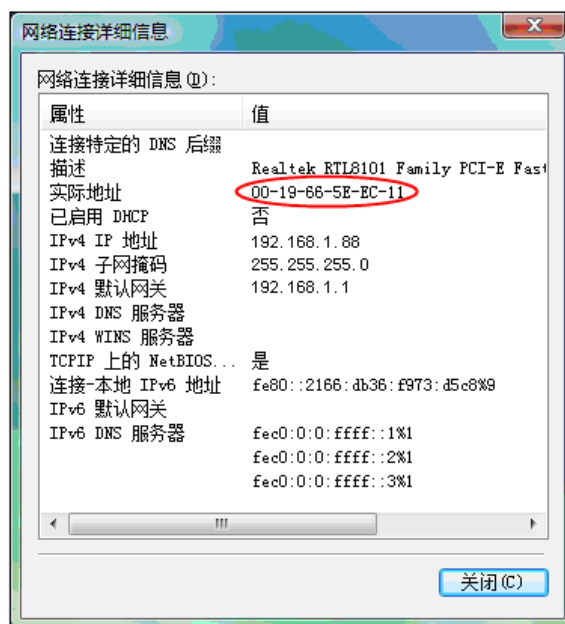 网络连接详细信息
网络连接详细信息(D):
属性 值
连接特定的 DNS 后缀
描述 Realtek RTL8101 Family PCI-E Fast
实际地址 00-19-66-5E-EC-11
已启用 DHCP 否
IPv4 IP 地址 192.168.1.88
IPv4 子网掩码 255.255.255.0
IPv4 默认网关 192.168.1.1
IPv4 DNS 服务器
IPv4 WINS 服务器
TCPIP 上的 NetBIOS... 是
连接-本地 IPv6 地址 fe80::2166:db36:f973:d5c8%9
IPv6 默认网关
IPv6 DNS 服务器 fec0:0:0:ffff::1%1
fec0:0:0:ffff::2%1
fec0:0:0:ffff::3%1
关闭(C)